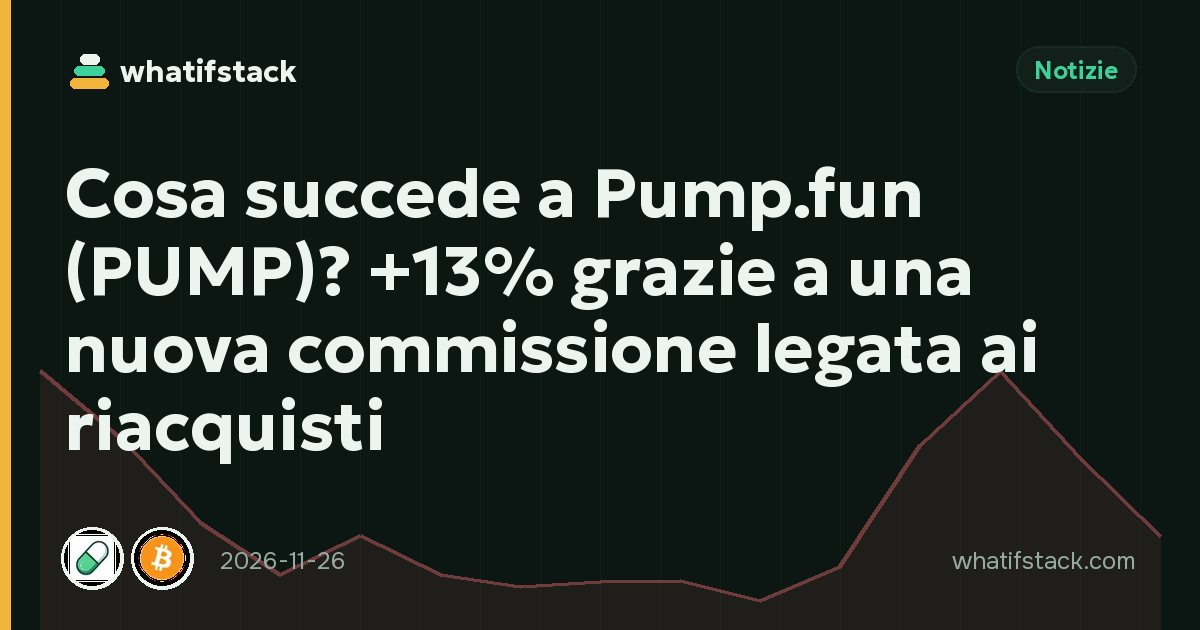 whatifstack
Notizie
Cosa succede a Pump.fun
(PUMP)? +13% grazie a una
nuova commissione legata ai
riacquisti
2026-11-26
whatifstack.com